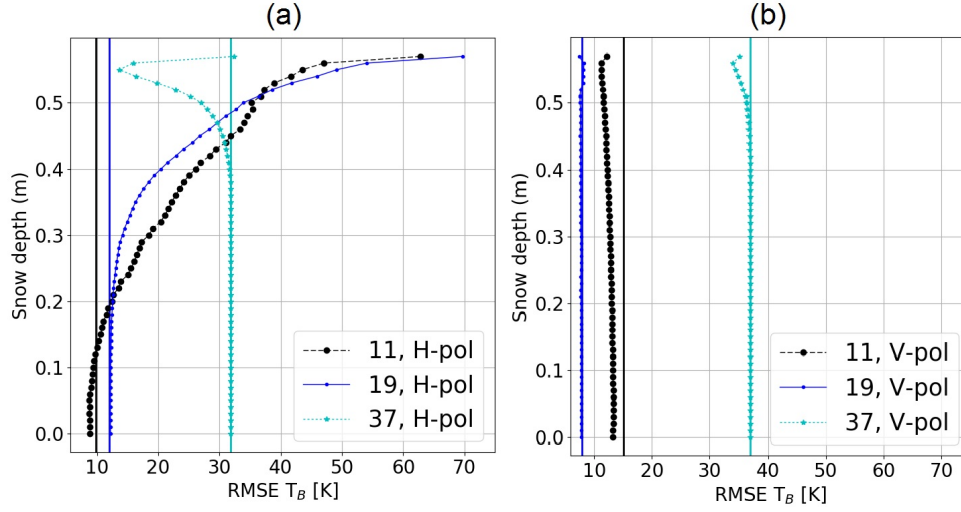 (a)
Snow depth (m)
0.5
0.4
0.3
0.2
0.1
0.0
11, H-pol
19, H-pol
37, H-pol
10 20 30 40 50 60 70
RMSE T_B [K]
(b)
Snow depth (m)
0.5
0.4
0.3
0.2
0.1
0.0
11, V-pol
19, V-pol
37, V-pol
10 20 30 40 50 60 70
RMSE T_B [K]